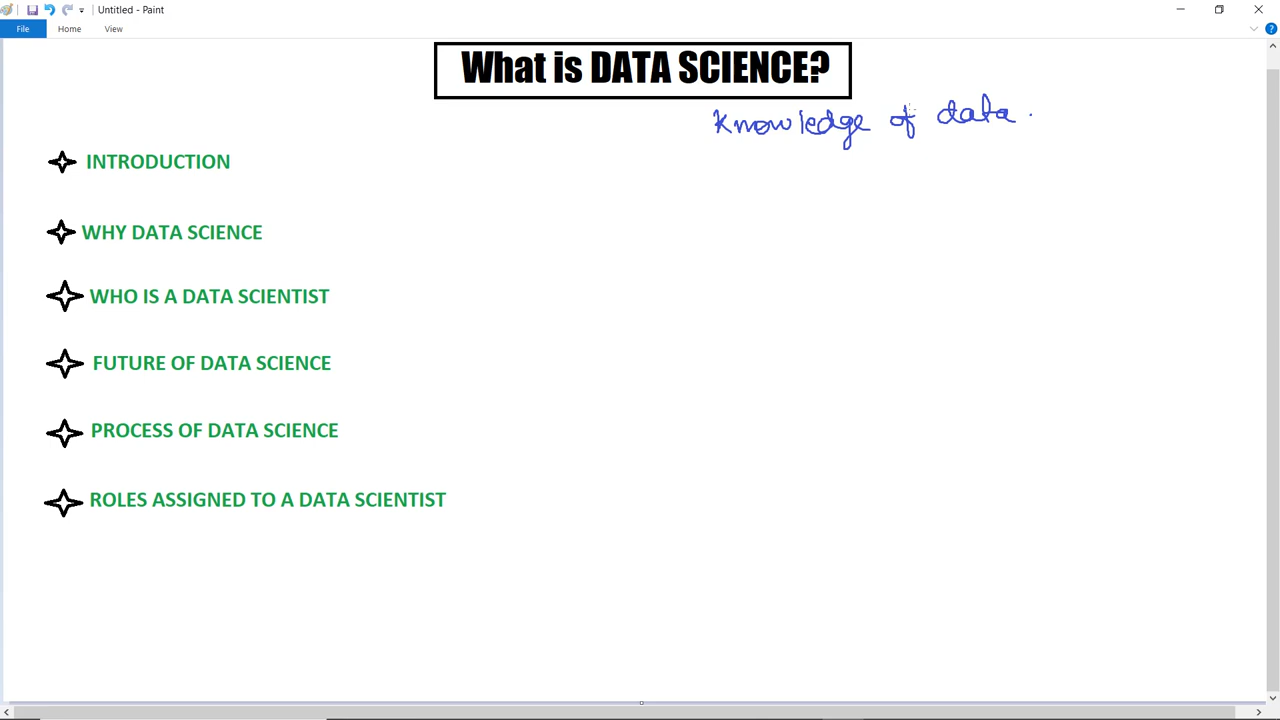 Untitled - Paint
File Home View
What is DATA SCIENCE?
Knowledge of data.
INTRODUCTION
WHY DATA SCIENCE
WHO IS A DATA SCIENTIST
FUTURE OF DATA SCIENCE
PROCESS OF DATA SCIENCE
ROLES ASSIGNED TO A DATA SCIENTIST